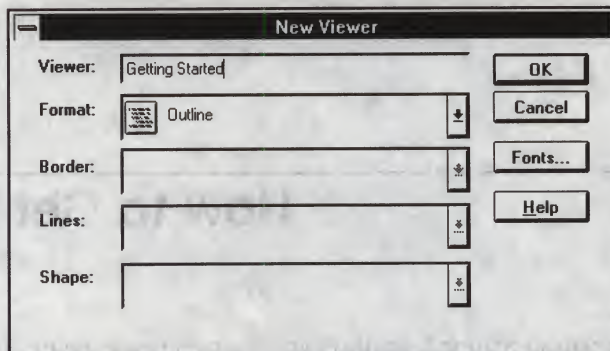 New Viewer
Viewer: Getting Started OK
Format: Outline Cancel
Border: Fonts...
Lines: Help
Shape: